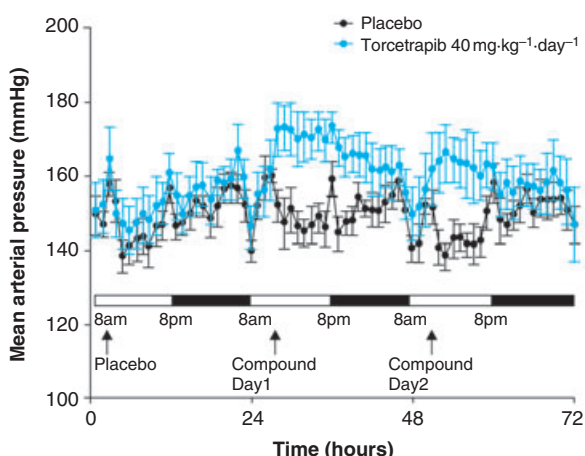 Placebo
Torcetrapib 40 mg·kg⁻¹·day⁻¹
Mean arterial pressure (mmHg)
200
180
160
140
120
100
8am 8pm 8am 8pm 8am 8pm
Placebo Compound Day1 Compound Day2
0 24 48 72
Time (hours)